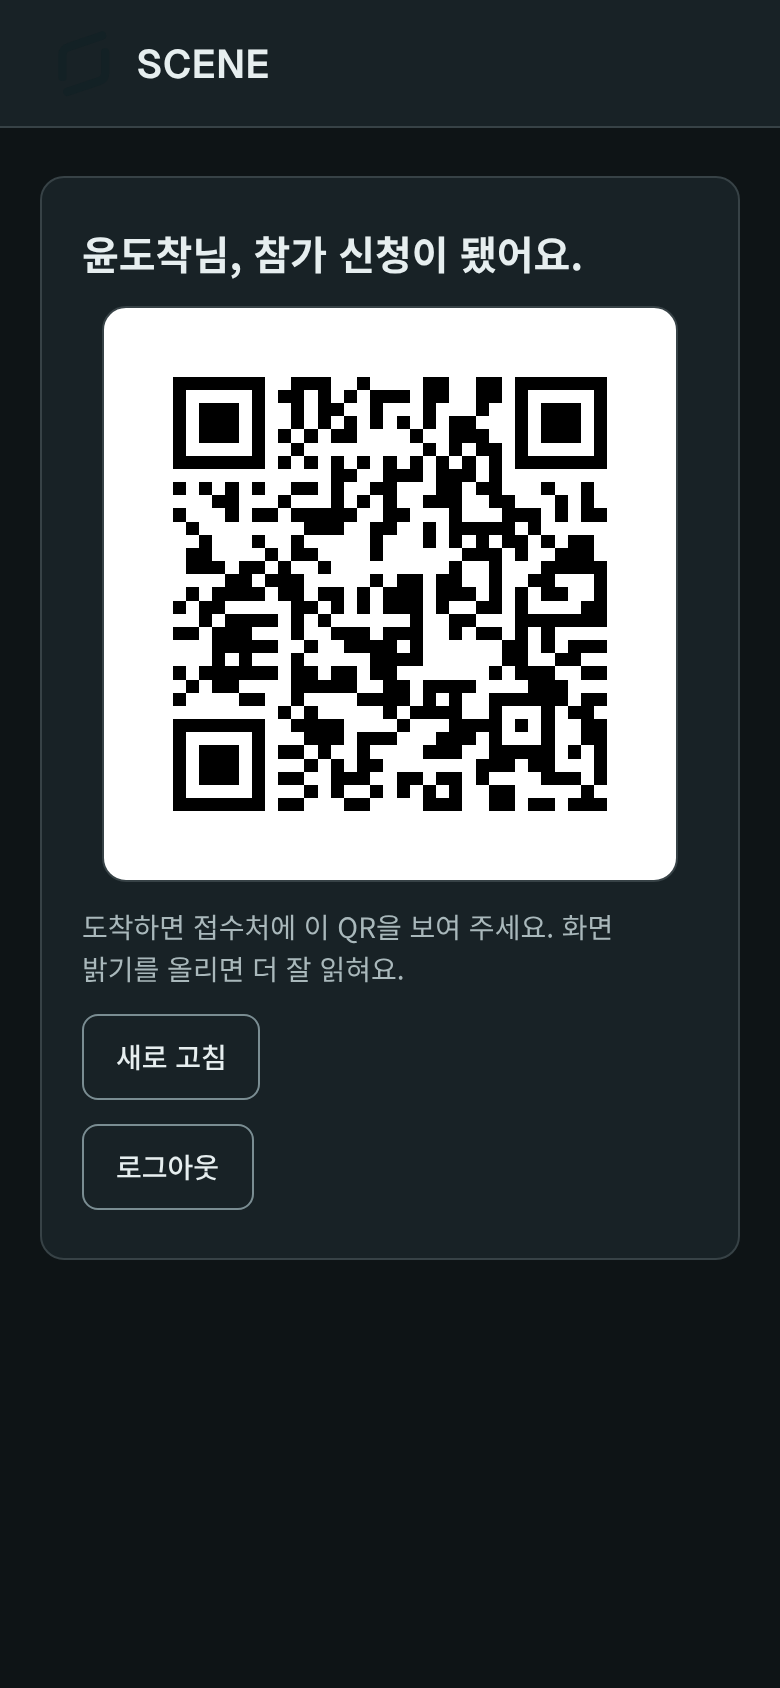 SCENE
윤도착님, 참가 신청이 됐어요.
도착하면 접수처에 이 QR을 보여 주세요. 화면
밝기를 올리면 더 잘 읽혀요.
새로 고침
로그아웃